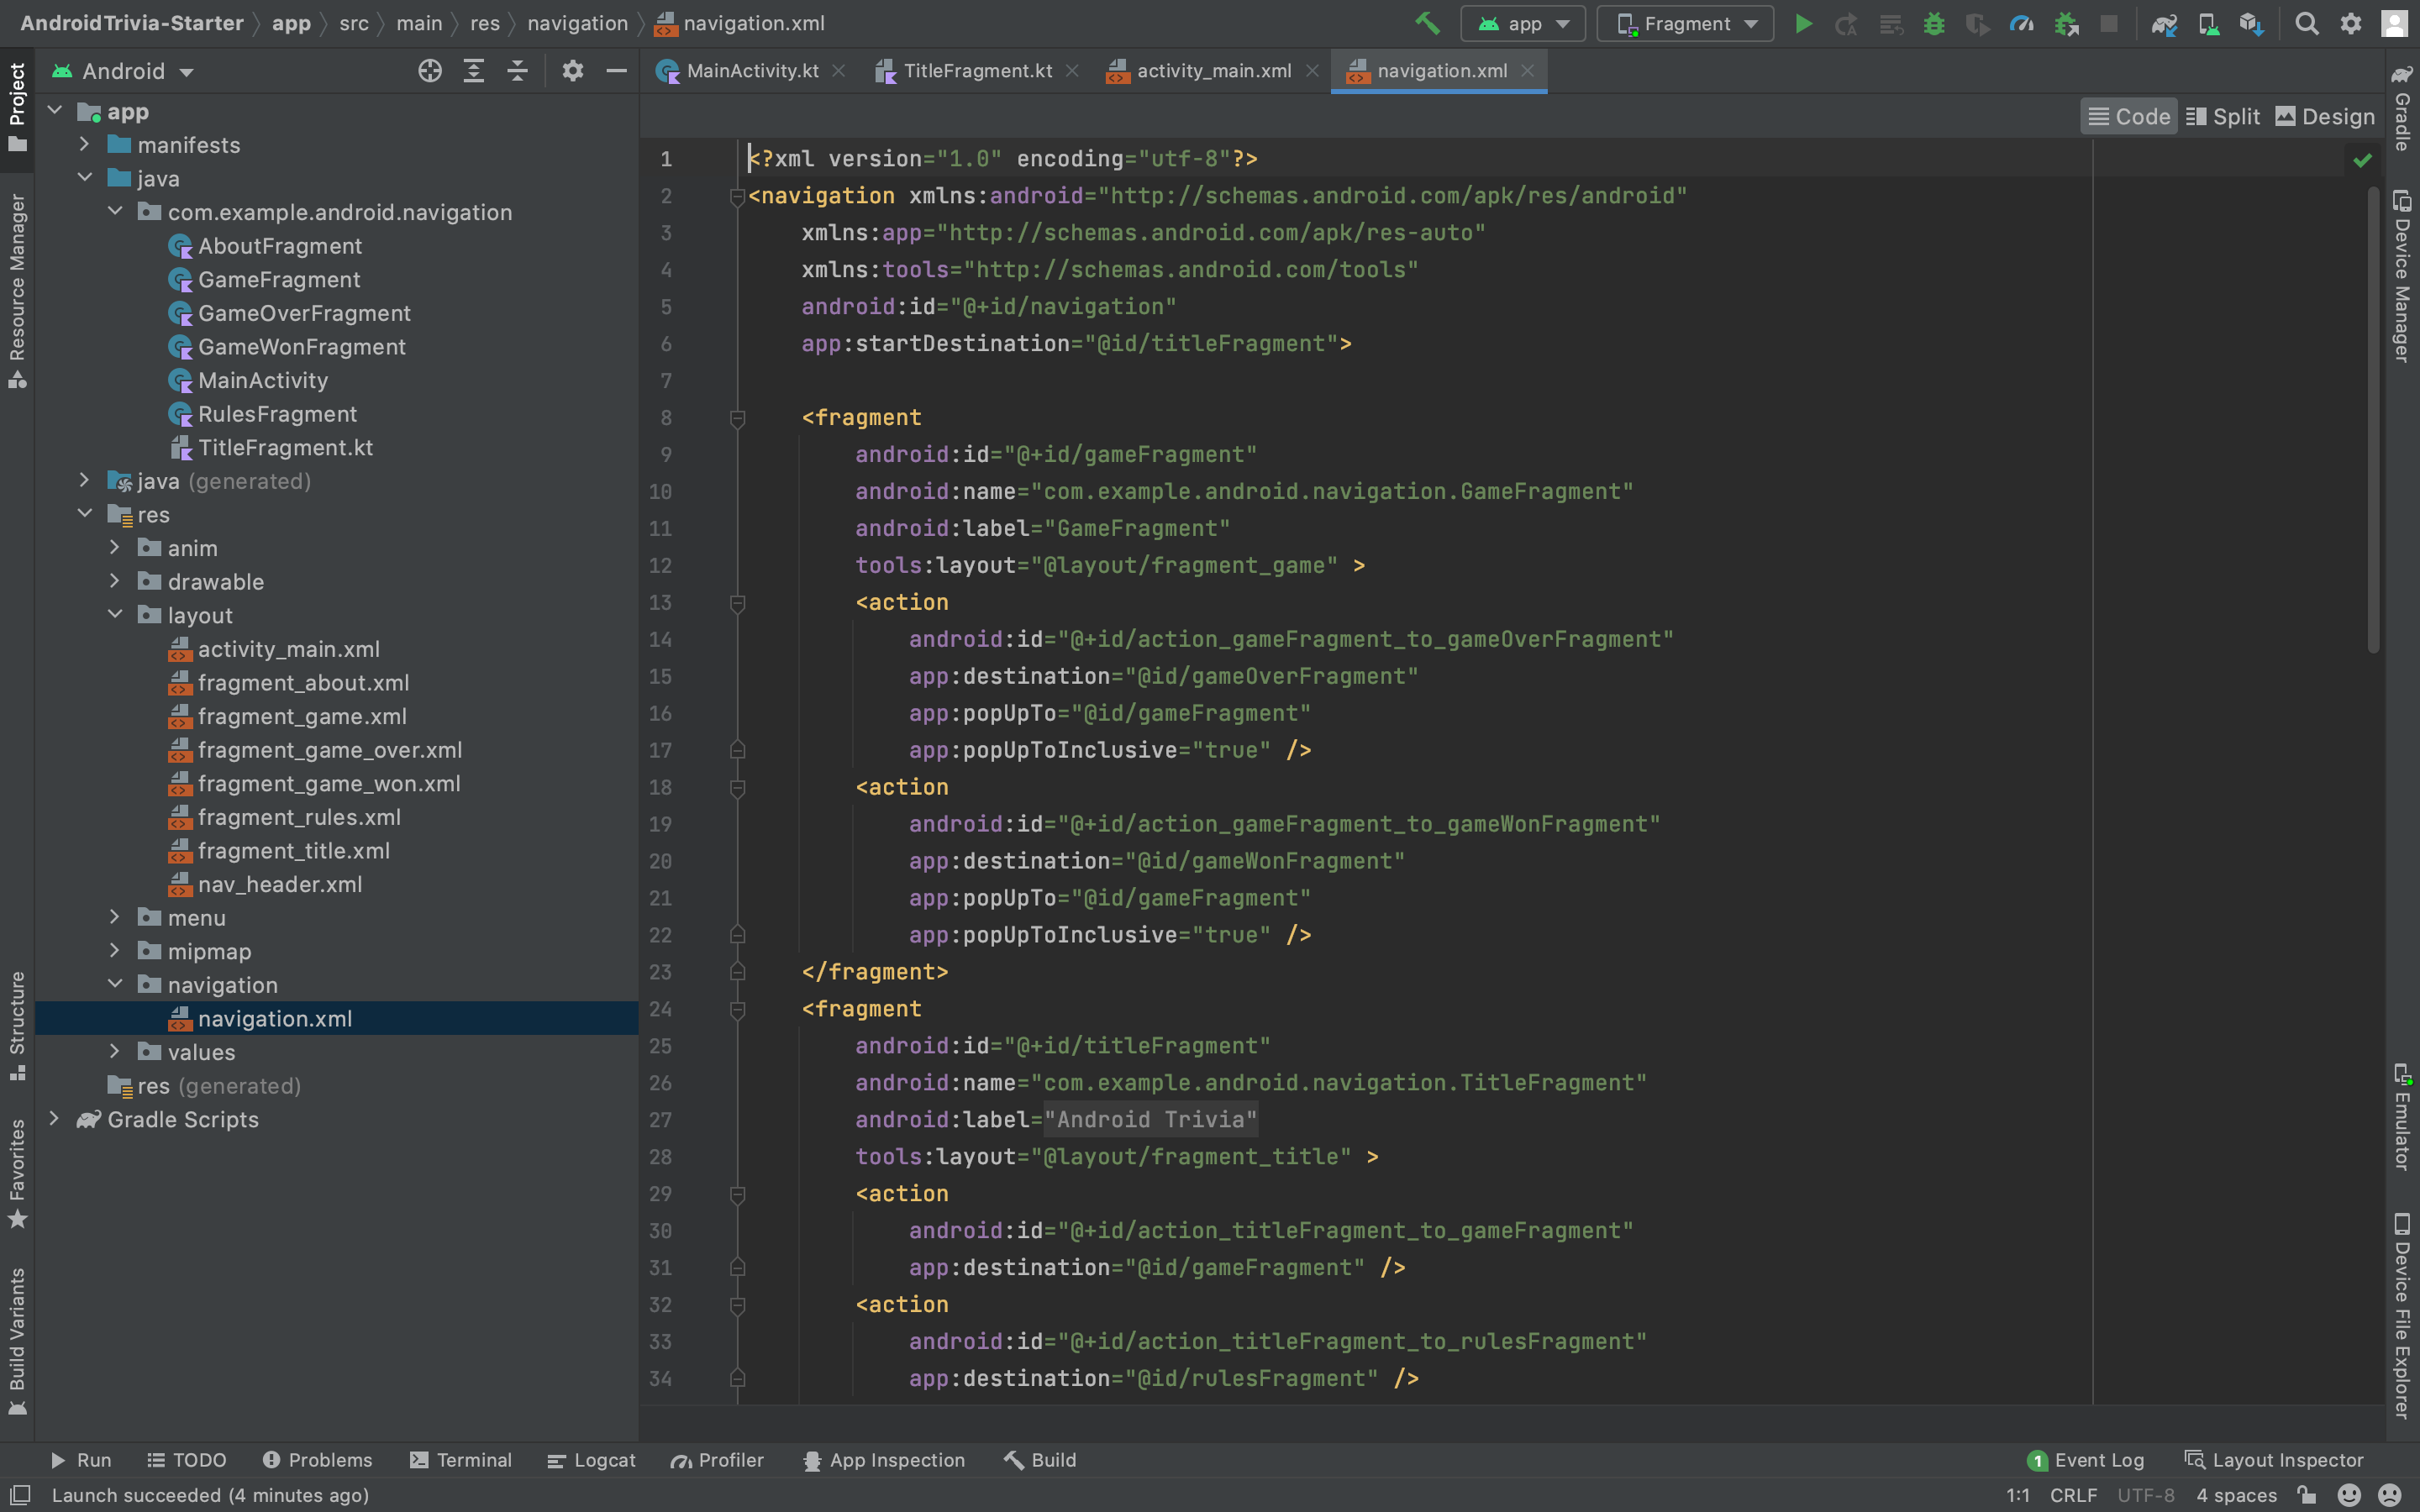 AndroidTrivia-Starter app src main res navigation navigation.xml app Fragment
Project
Resource Manager
Structure
Favorites
Build Variants
Android
app
manifests
java
com.example.android.navigation
AboutFragment
GameFragment
GameOverFragment
GameWonFragment
MainActivity
RulesFragment
TitleFragment.kt
java (generated)
res
anim
drawable
layout
activity_main.xml
fragment_about.xml
fragment_game.xml
fragment_game_over.xml
fragment_game_won.xml
fragment_rules.xml
fragment_title.xml
nav_header.xml
menu
mipmap
navigation
navigation.xml
values
res (generated)
Gradle Scripts
MainActivity.kt TitleFragment.kt activity_main.xml navigation.xml
Code Split Design
1 <?xml version="1.0" encoding="utf-8"?>
2 <navigation xmlns:android="http://schemas.android.com/apk/res/android"
3 xmlns:app="http://schemas.android.com/apk/res-auto"
4 xmlns:tools="http://schemas.android.com/tools"
5 android:id="@+id/navigation"
6 app:startDestination="@id/titleFragment">
7
8 <fragment
9 android:id="@+id/gameFragment"
10 android:name="com.example.android.navigation.GameFragment"
11 android:label="GameFragment"
12 tools:layout="@layout/fragment_game" >
13 <action
14 android:id="@+id/action_gameFragment_to_gameOverFragment"
15 app:destination="@id/gameOverFragment"
16 app:popUpTo="@id/gameFragment"
17 app:popUpToInclusive="true" />
18 <action
19 android:id="@+id/action_gameFragment_to_gameWonFragment"
20 app:destination="@id/gameWonFragment"
21 app:popUpTo="@id/gameFragment"
22 app:popUpToInclusive="true" />
23 </fragment>
24 <fragment
25 android:id="@+id/titleFragment"
26 android:name="com.example.android.navigation.TitleFragment"
27 android:label="Android Trivia"
28 tools:layout="@layout/fragment_title" >
29 <action
30 android:id="@+id/action_titleFragment_to_gameFragment"
31 app:destination="@id/gameFragment" />
32 <action
33 android:id="@+id/action_titleFragment_to_rulesFragment"
34 app:destination="@id/rulesFragment" />
Gradle
Device Manager
Emulator
Device File Explorer
Run TODO Problems Terminal Logcat Profiler App Inspection Build 1 Event Log Layout Inspector
Launch succeeded (4 minutes ago) 1:1 CRLF UTF-8 4 spaces